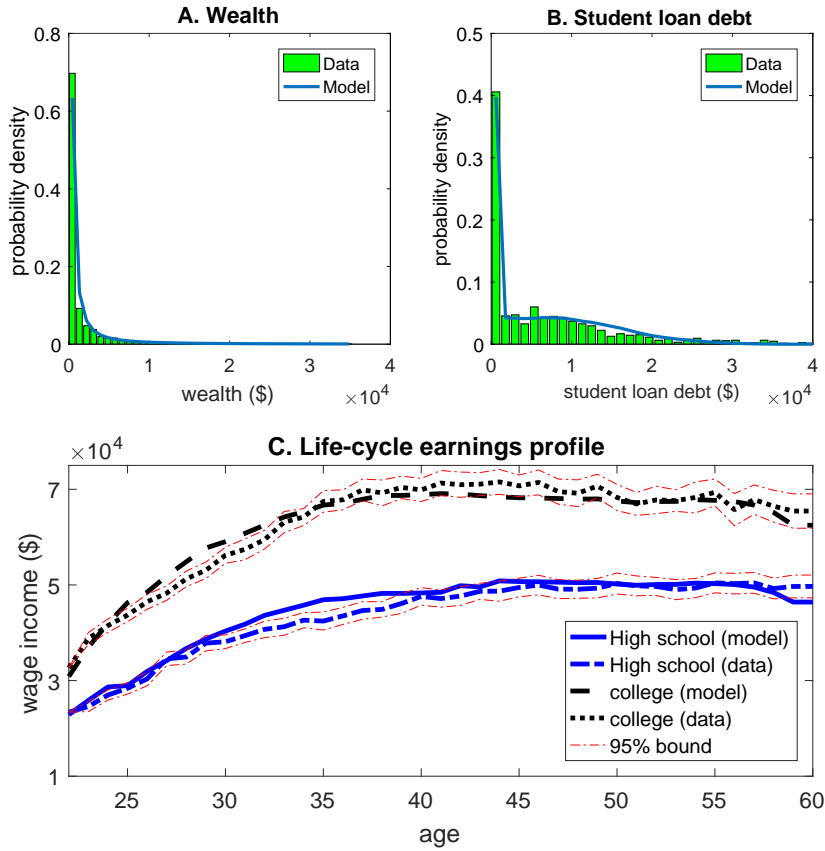 A. Wealth
0.8
0.6
0.4
0.2
0
probability density
Data
Model
0 1 2 3 4
wealth ($)
×10^4
B. Student loan debt
0.5
0.4
0.3
0.2
0.1
0
probability density
Data
Model
0 1 2 3 4
student loan debt ($)
×10^4
C. Life-cycle earnings profile
×10^4
7
5
3
1
wage income ($)
High school (model)
High school (data)
college (model)
college (data)
95% bound
25 30 35 40 45 50 55 60
age